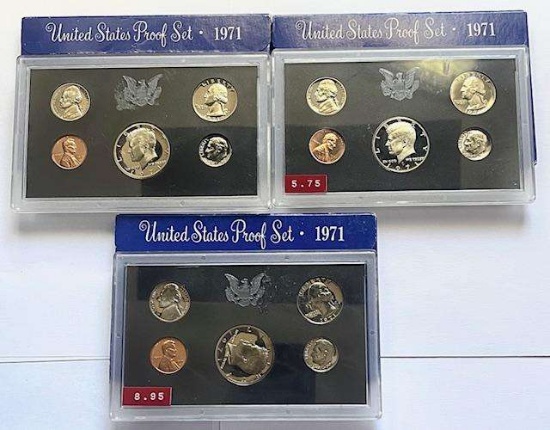 United States Proof Set · 1971
United States Proof Set · 1971
5.75
United States Proof Set · 1971
8.95